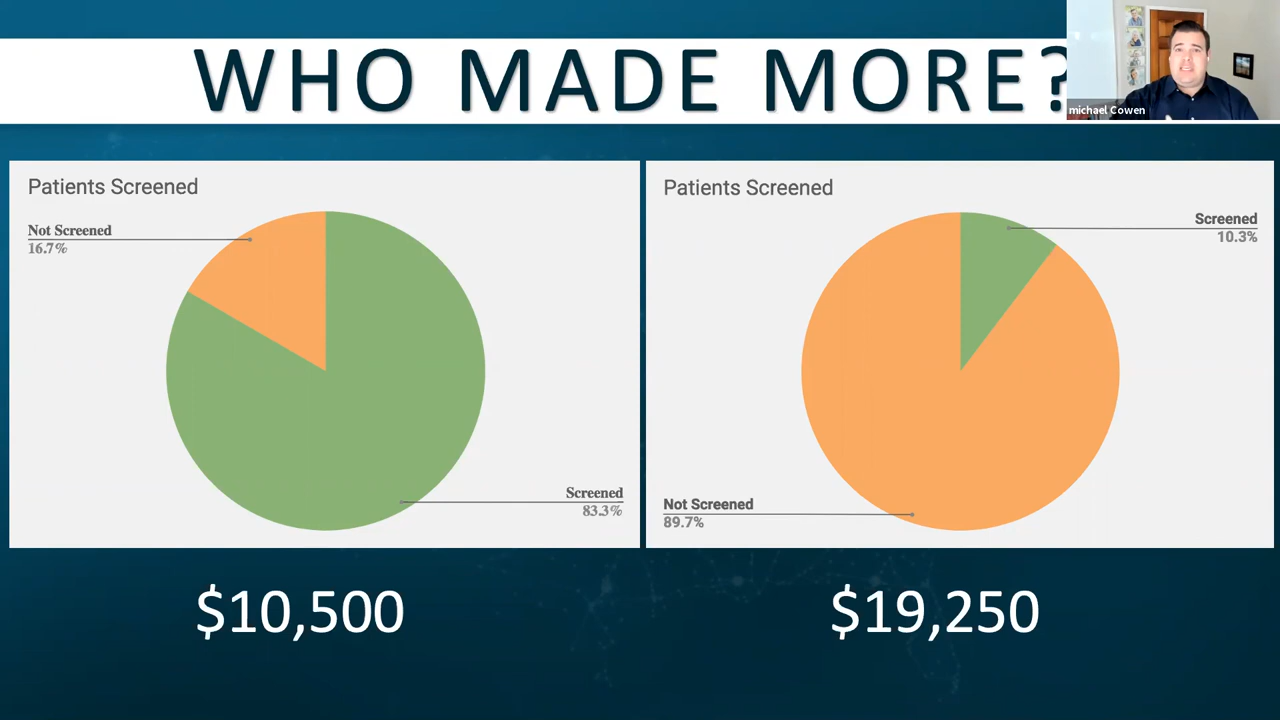 WHO MADE MORE?
michael Cowen
Patients Screened
Not Screened
16.7%
Screened
83.3%
Patients Screened
Screened
10.3%
Not Screened
89.7%
$10,500
$19,250